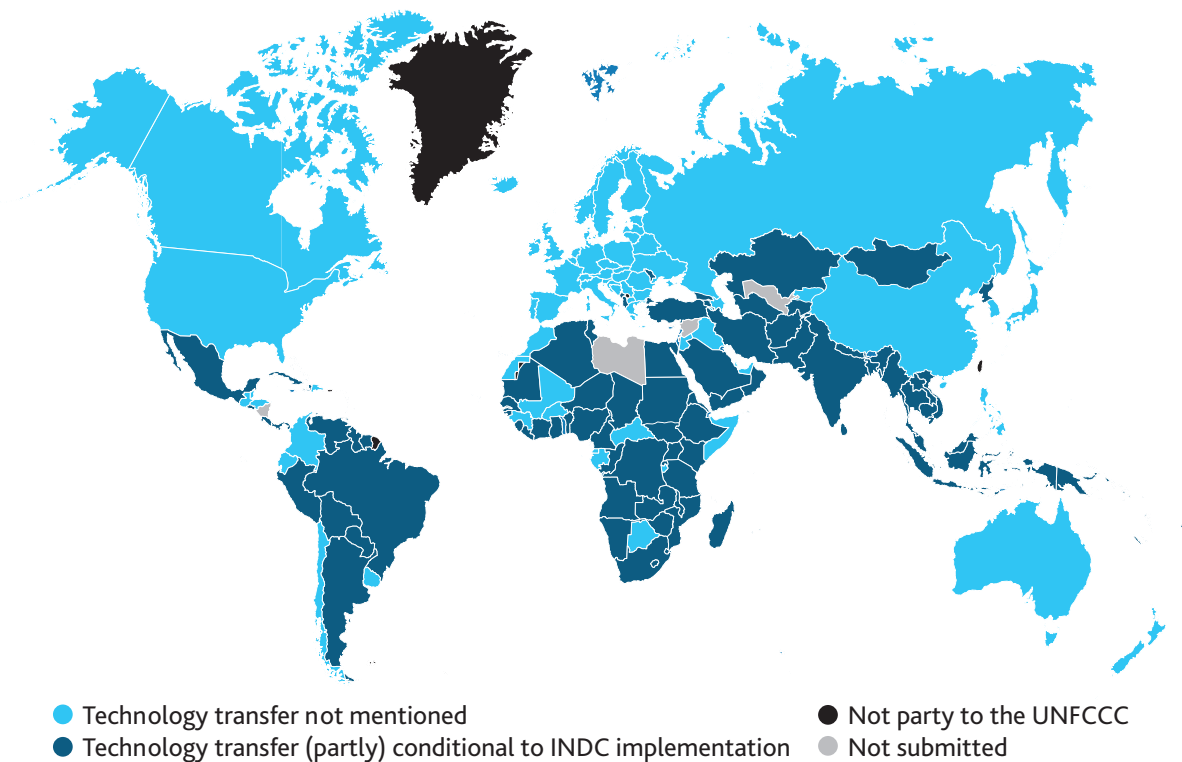 Technology transfer not mentioned
Technology transfer (partly) conditional to INDC implementation
Not party to the UNFCCC
Not submitted